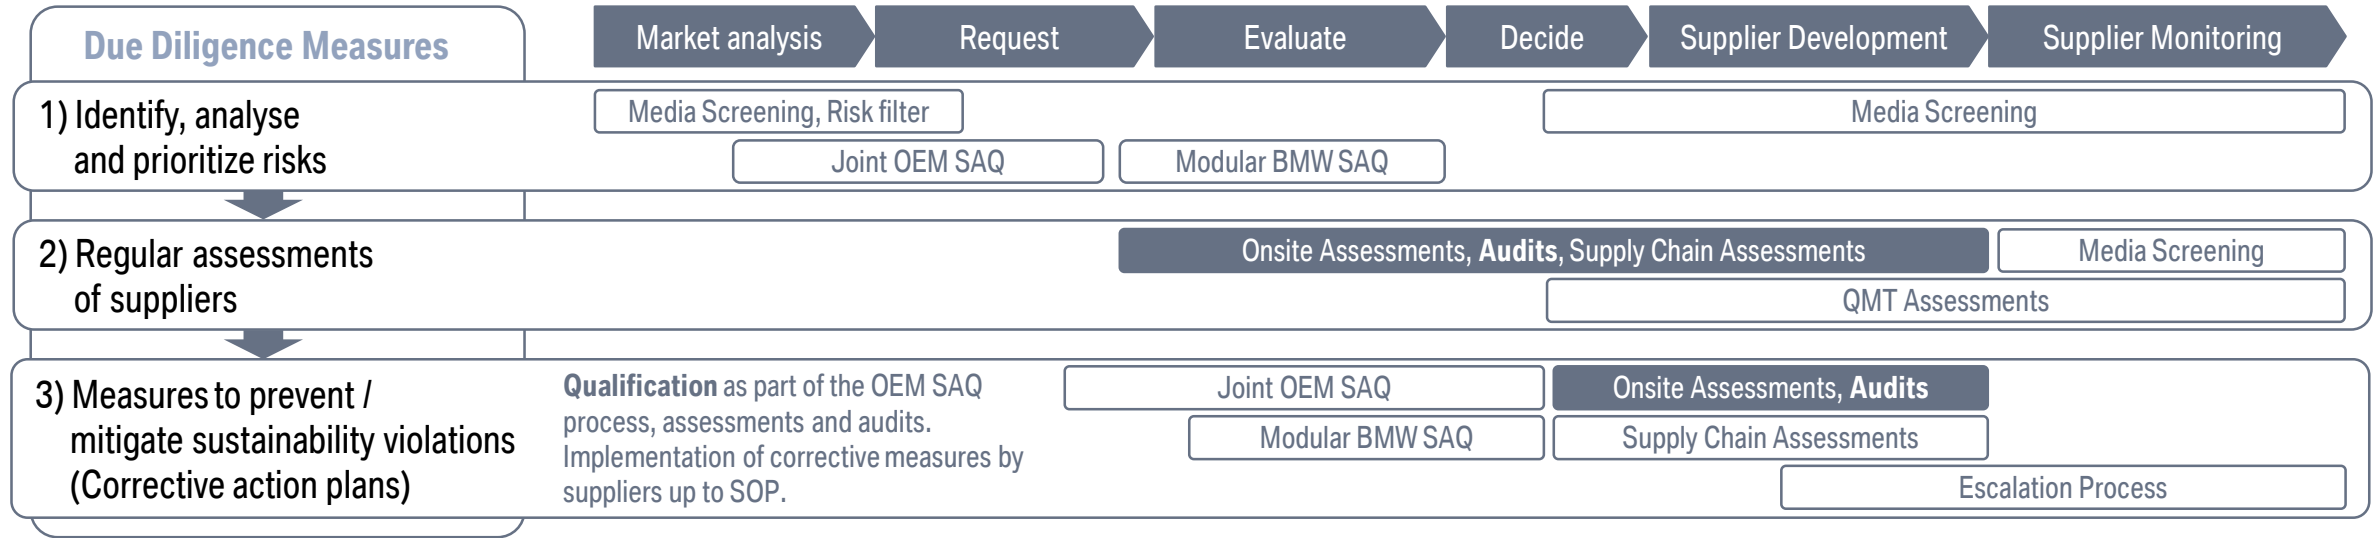 Due Diligence Measures
Market analysis
Request
Evaluate
Decide
Supplier Development
Supplier Monitoring
1) Identify, analyse
and prioritize risks
Media Screening, Risk filter
Media Screening
Joint OEM SAQ
Modular BMW SAQ
2) Regular assessments
of suppliers
Onsite Assessments, Audits, Supply Chain Assessments
Media Screening
QMT Assessments
3) Measures to prevent /
mitigate sustainability violations
(Corrective action plans)
Qualification as part of the OEM SAQ
process, assessments and audits.
Implementation of corrective measures by
suppliers up to SOP.
Joint OEM SAQ
Onsite Assessments, Audits
Modular BMW SAQ
Supply Chain Assessments
Escalation Process